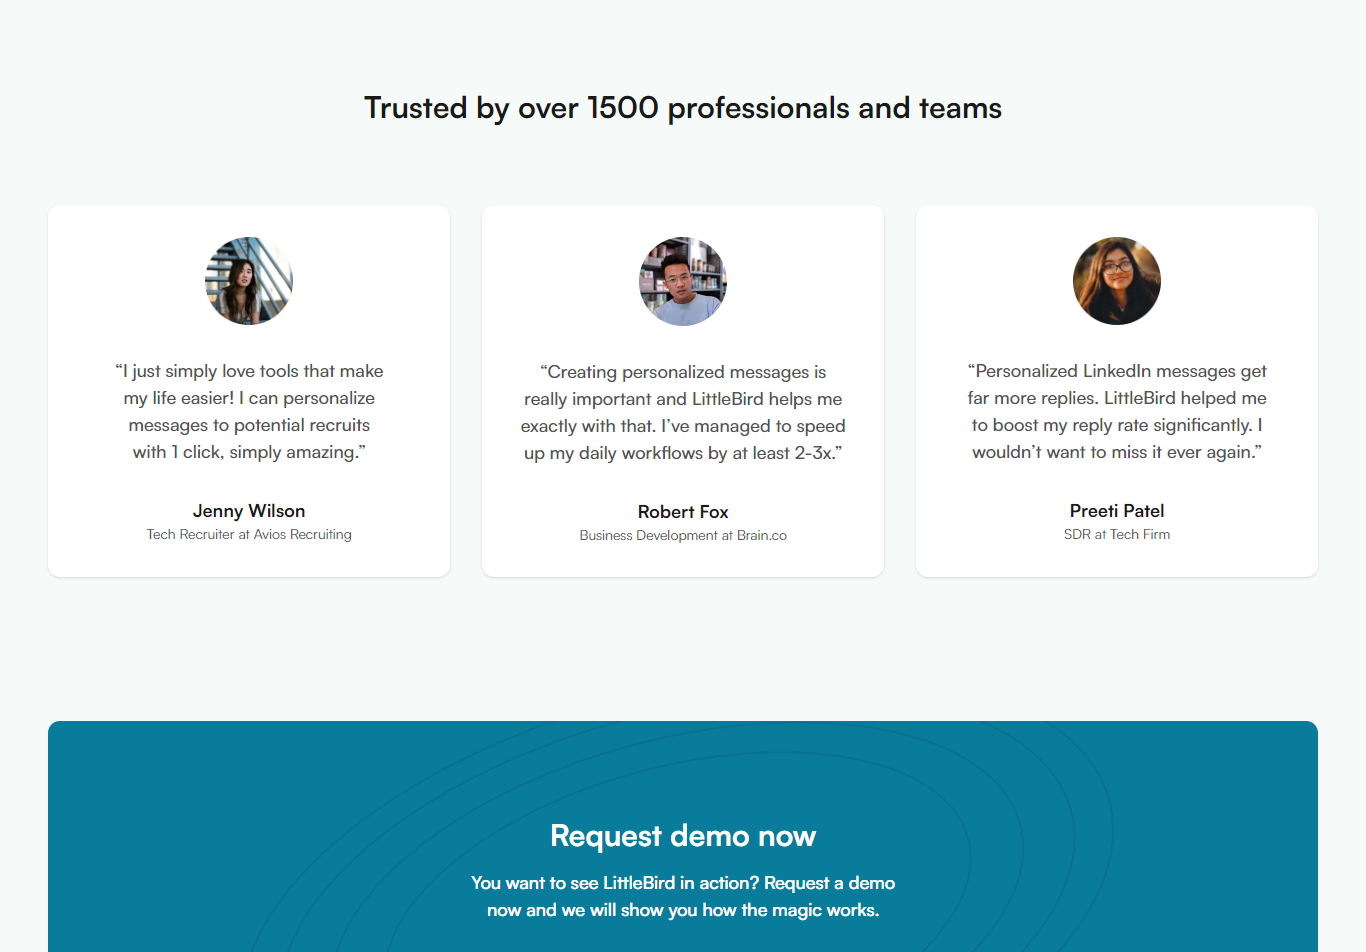 Trusted by over 1500 professionals and teams
“I just simply love tools that make
my life easier! I can personalize
messages to potential recruits
with 1 click, simply amazing.”
Jenny Wilson
Tech Recruiter at Avios Recruiting
“Creating personalized messages is
really important and LittleBird helps me
exactly with that. I’ve managed to speed
up my daily workflows by at least 2-3x.”
Robert Fox
Business Development at Brain.co
“Personalized LinkedIn messages get
far more replies. LittleBird helped me
to boost my reply rate significantly. I
wouldn’t want to miss it ever again.”
Preeti Patel
SDR at Tech Firm
Request demo now
You want to see LittleBird in action? Request a demo
now and we will show you how the magic works.